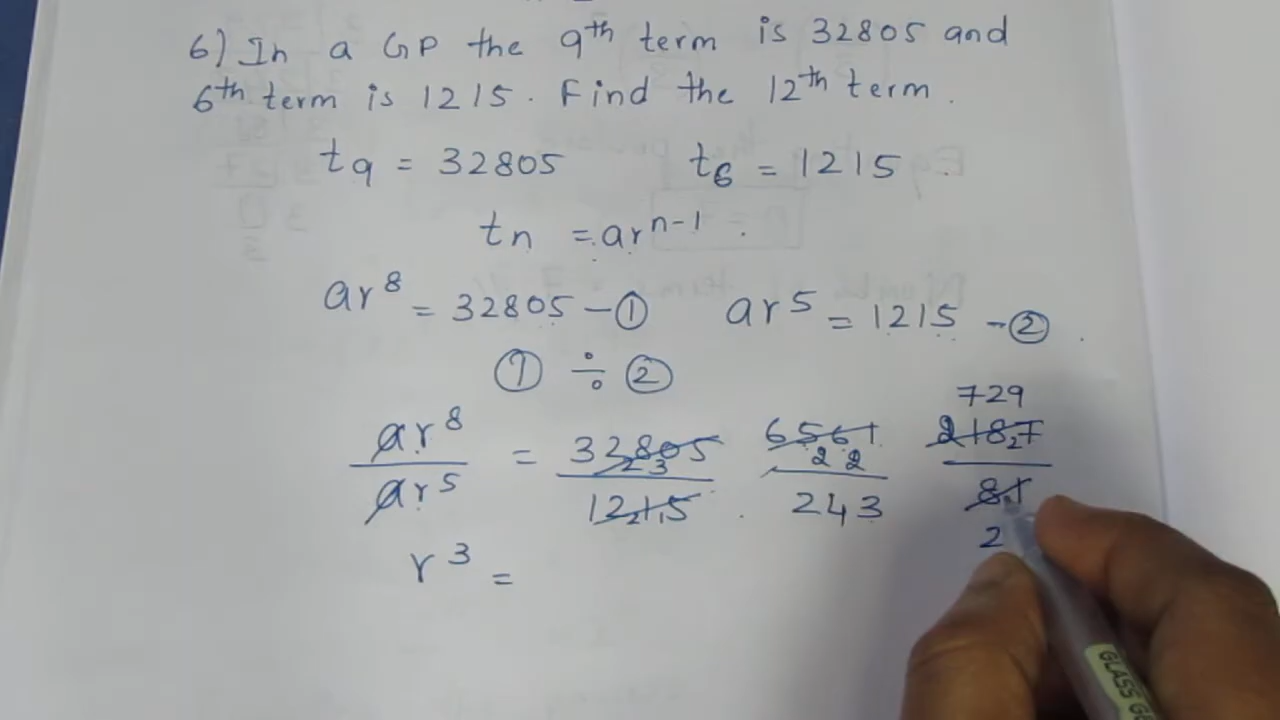 6) In a GP the 9th term is 32805 and
6th term is 1215. Find the 12th term.
t9 = 32805 t6 = 1215
tn = ar^n-1.
ar^8 = 32805 - ① ar^5 = 1215 - ②
① ÷ ②
729
ar^8 / ar^5 = 32805 / 1215 6561 / 243 2187 / 81
2
r^3 =
GLASS